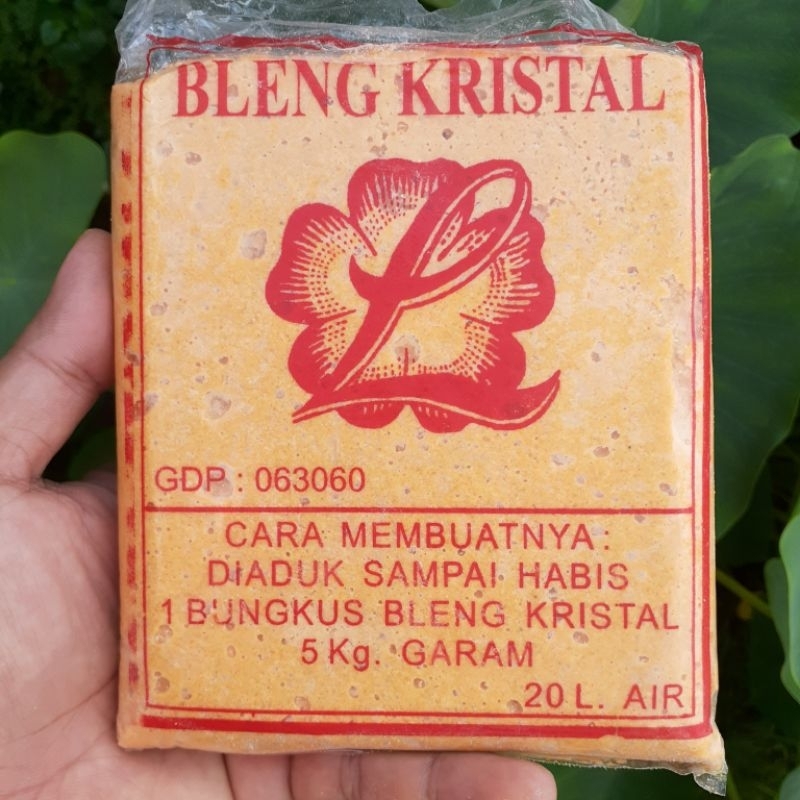 BLENG KRISTAL
L
GDP : 063060
CARA MEMBUATNYA :
DIADUK SAMPAI HABIS
1 BUNGKUS BLENG KRISTAL
5 Kg. GARAM
20 L. AIR